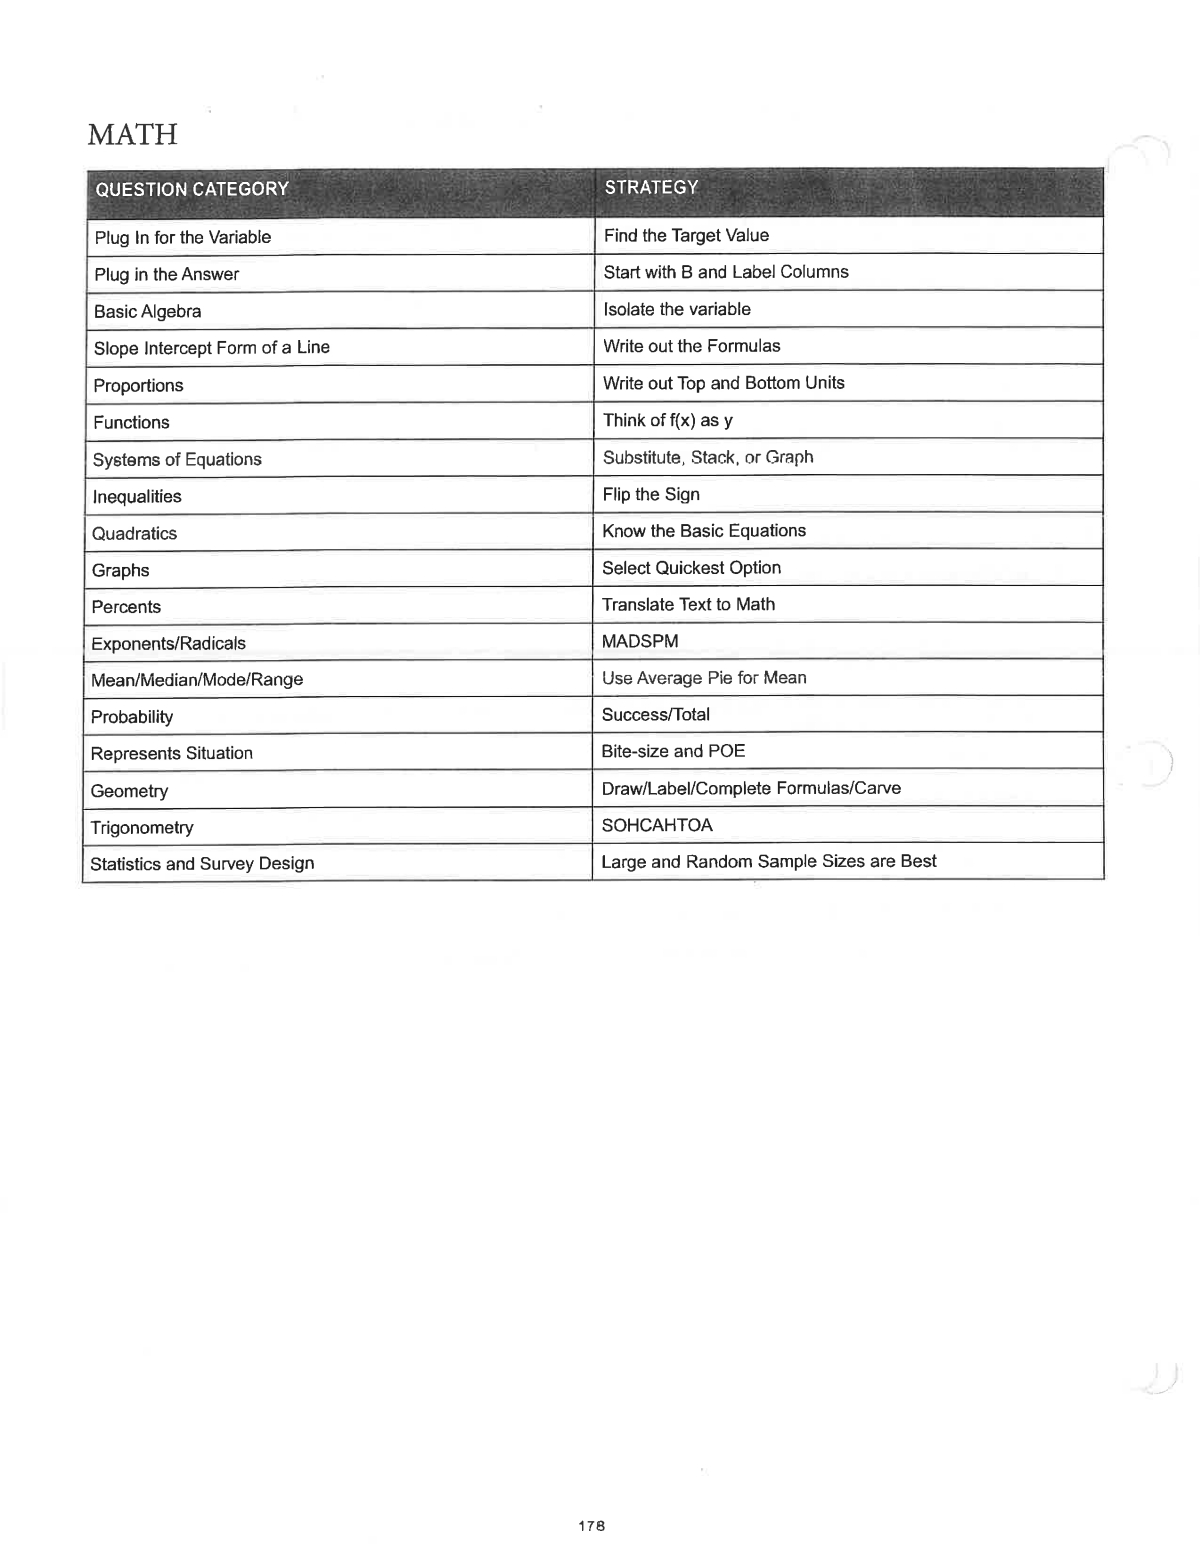 MATH
QUESTION CATEGORY STRATEGY
Plug In for the Variable Find the Target Value
Plug in the Answer Start with B and Label Columns
Basic Algebra Isolate the variable
Slope Intercept Form of a Line Write out the Formulas
Proportions Write out Top and Bottom Units
Functions Think of f(x) as y
Systems of Equations Substitute, Stack, or Graph
Inequalities Flip the Sign
Quadratics Know the Basic Equations
Graphs Select Quickest Option
Percents Translate Text to Math
Exponents/Radicals MADSPM
Mean/Median/Mode/Range Use Average Pie for Mean
Probability Success/Total
Represents Situation Bite-size and POE
Geometry Draw/Label/Complete Formulas/Carve
Trigonometry SOHCAHTOA
Statistics and Survey Design Large and Random Sample Sizes are Best
178